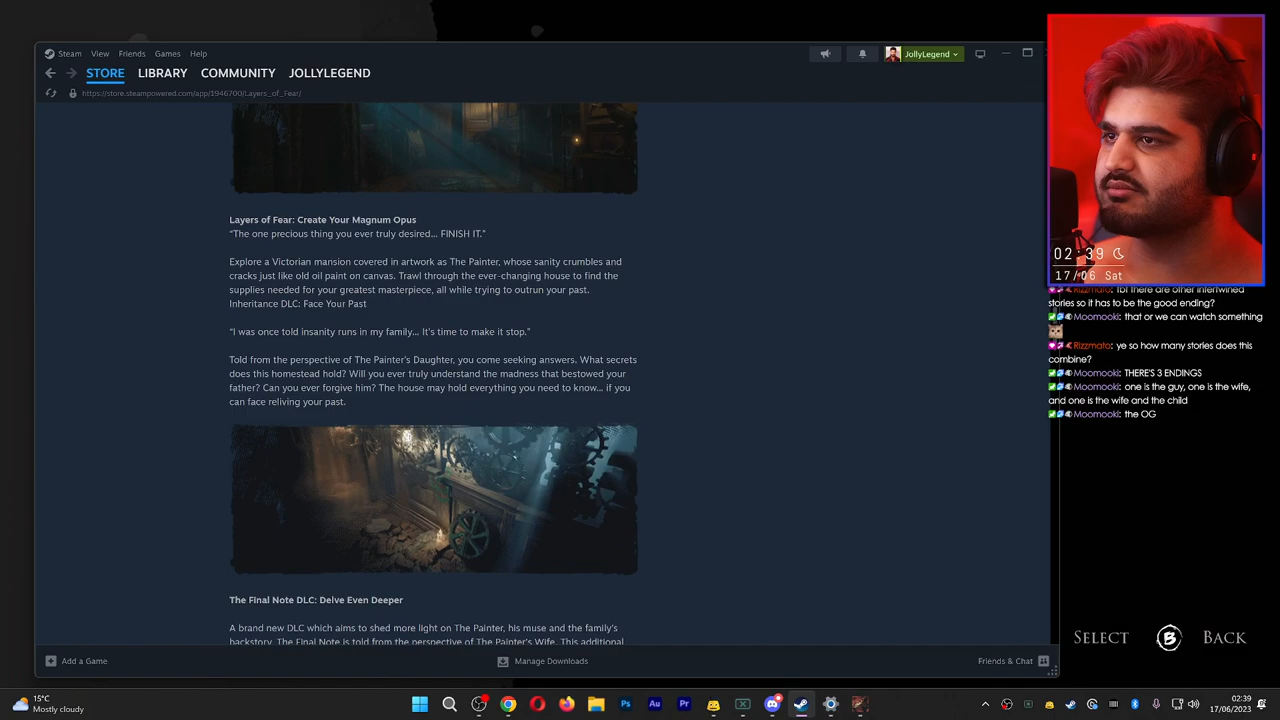 Steam View Friends Games Help
JollyLegend
STORE LIBRARY COMMUNITY JOLLYLEGEND
https://store.steampowered.com/app/1946700/Layers_of_Fear/
Layers of Fear: Create Your Magnum Opus
“The one precious thing you ever truly desired... FINISH IT.”
Explore a Victorian mansion covered in artwork as The Painter, whose sanity crumbles and
cracks just like old oil paint on canvas. Trawl through the ever-changing house to find the
supplies needed for your greatest masterpiece, all while trying to outrun your past.
Inheritance DLC: Face Your Past
“I was once told insanity runs in my family... It's time to make it stop.”
Told from the perspective of The Painter's Daughter, you come seeking answers. What secrets
does this homestead hold? Will you ever truly understand the madness that bestowed your
father? Can you ever forgive him? The house may hold everything you need to know... if you
can face reliving your past.
The Final Note DLC: Delve Even Deeper
A brand new DLC which aims to shed more light on The Painter, his muse and the family's
backstory. The Final Note is told from the perspective of The Painter's Wife. This additional
Add a Game
Manage Downloads
Friends & Chat
02:39
17/06 Sat
Rizzmato: Tbf there are other intertwined
stories so it has to be the good ending?
Moomooki: that or we can watch something
Rizzmato: ye so how many stories does this
combine?
Moomooki: THERE'S 3 ENDINGS
Moomooki: one is the guy, one is the wife,
and one is the wife and the child
Moomooki: the OG
SELECT B BACK
15°C
Mostly cloudy
Ps Au Pr
02:39
17/06/2023